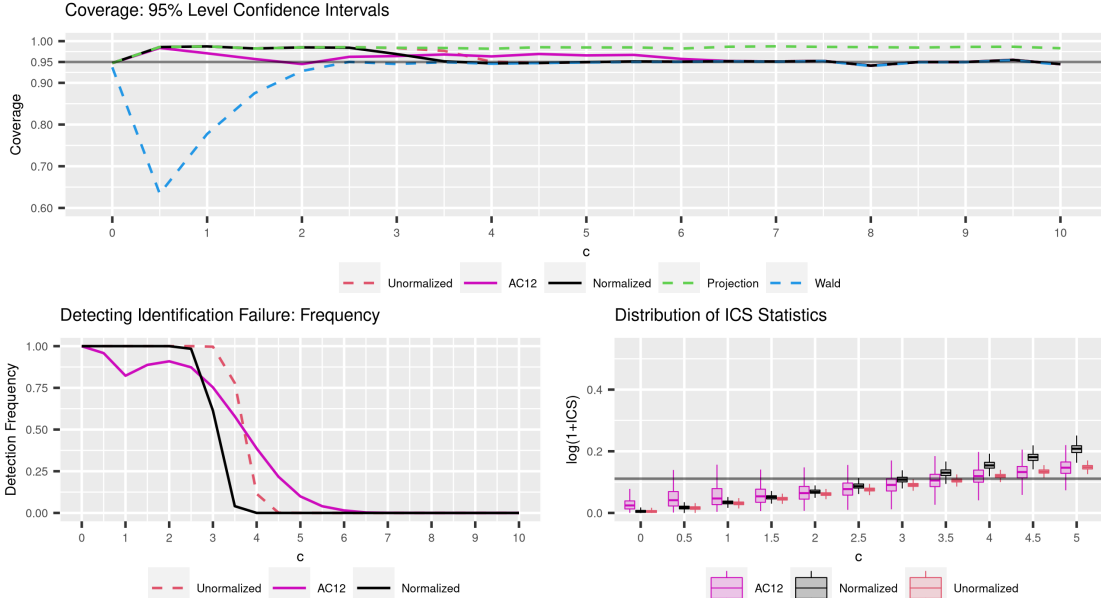 Coverage: 95% Level Confidence Intervals
Coverage
1.00
0.95
0.90
0.80
0.70
0.60
0 1 2 3 4 5 6 7 8 9 10
c
Unormalized AC12 Normalized Projection Wald
Detecting Identification Failure: Frequency
Detection Frequency
1.00
0.75
0.50
0.25
0.00
0 1 2 3 4 5 6 7 8 9 10
c
Unormalized AC12 Normalized
Distribution of ICS Statistics
log(1+ICS)
0.4
0.2
0.0
0 0.5 1 1.5 2 2.5 3 3.5 4 4.5 5
c
AC12 Normalized Unormalized